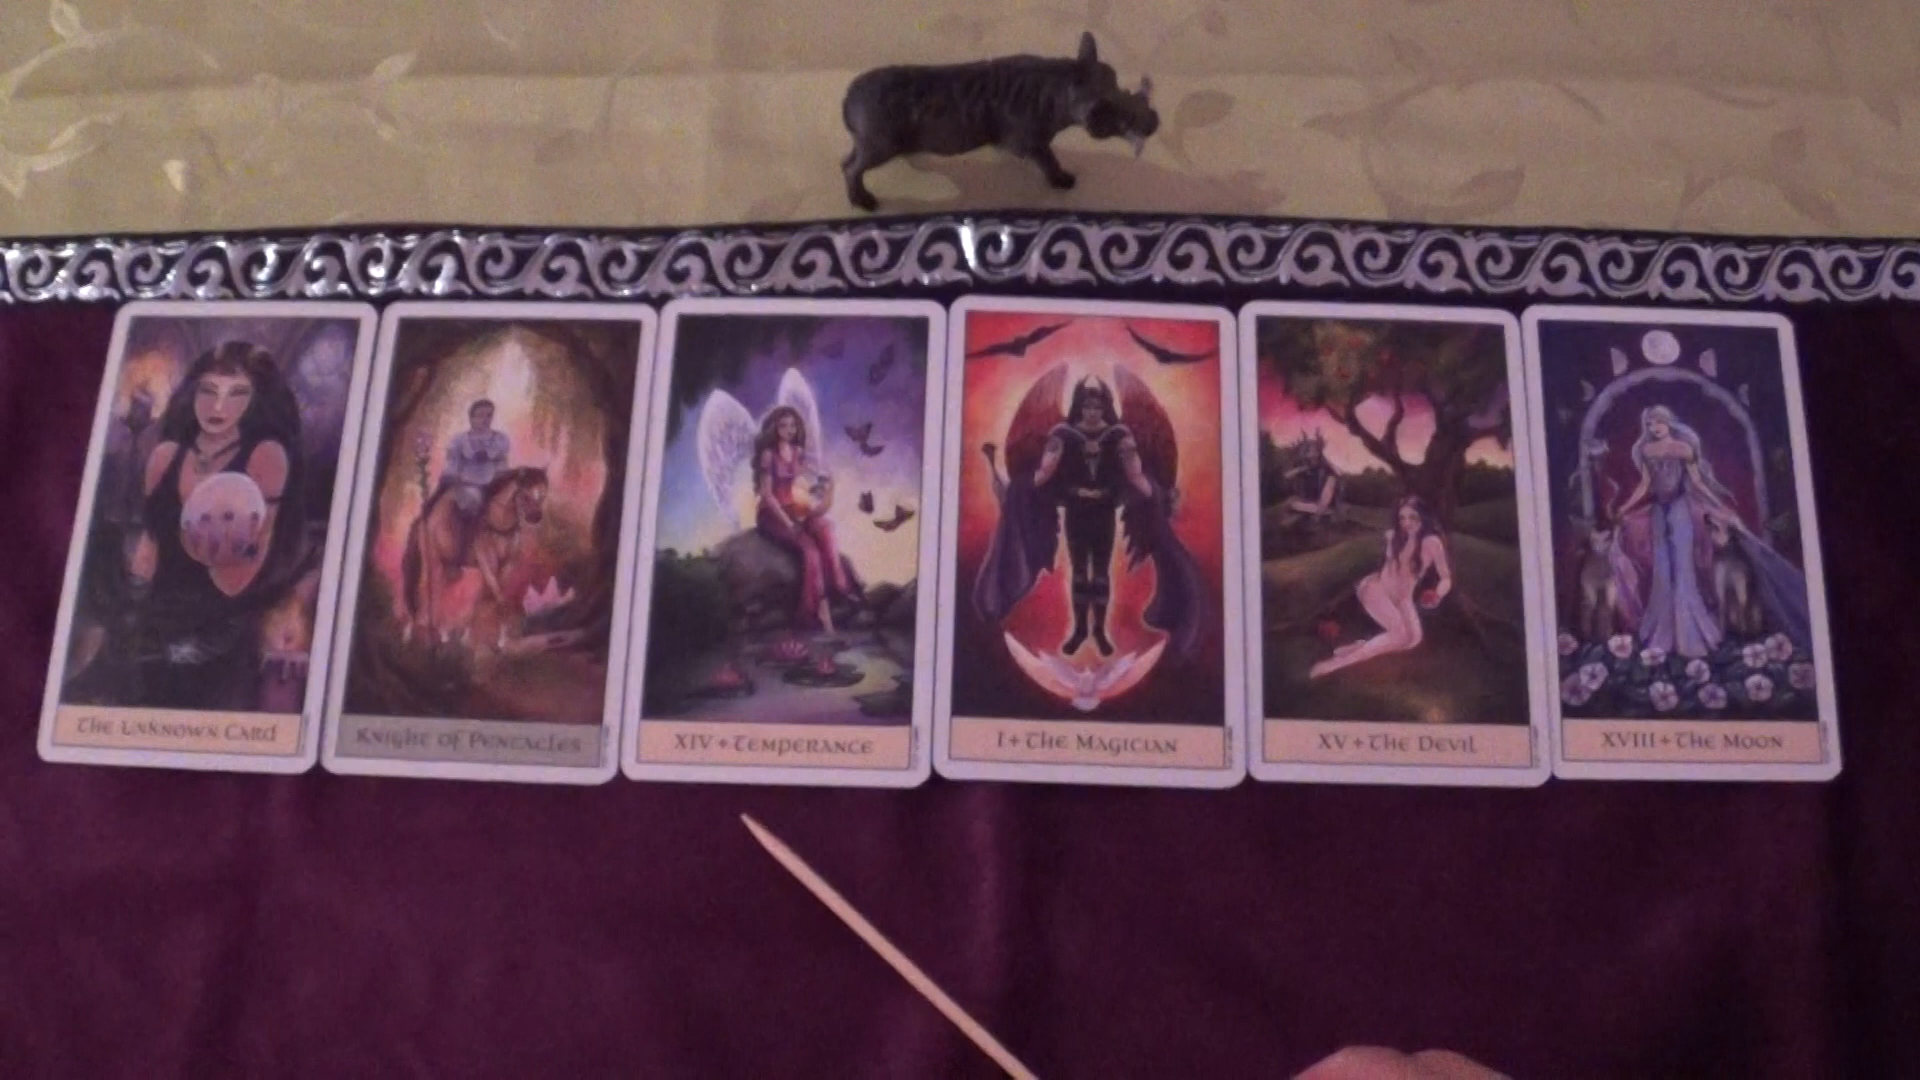 The Unknown Card
Knight of Pentacles
XIV + Temperance
I + The Magician
XV + The Devil
XVIII + The Moon